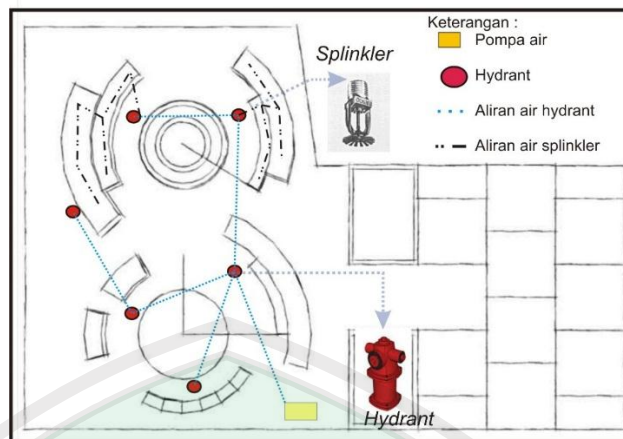 Keterangan :
Pompa air
Hydrant
Aliran air hydrant
Aliran air splinkler
Splinkler
Hydrant